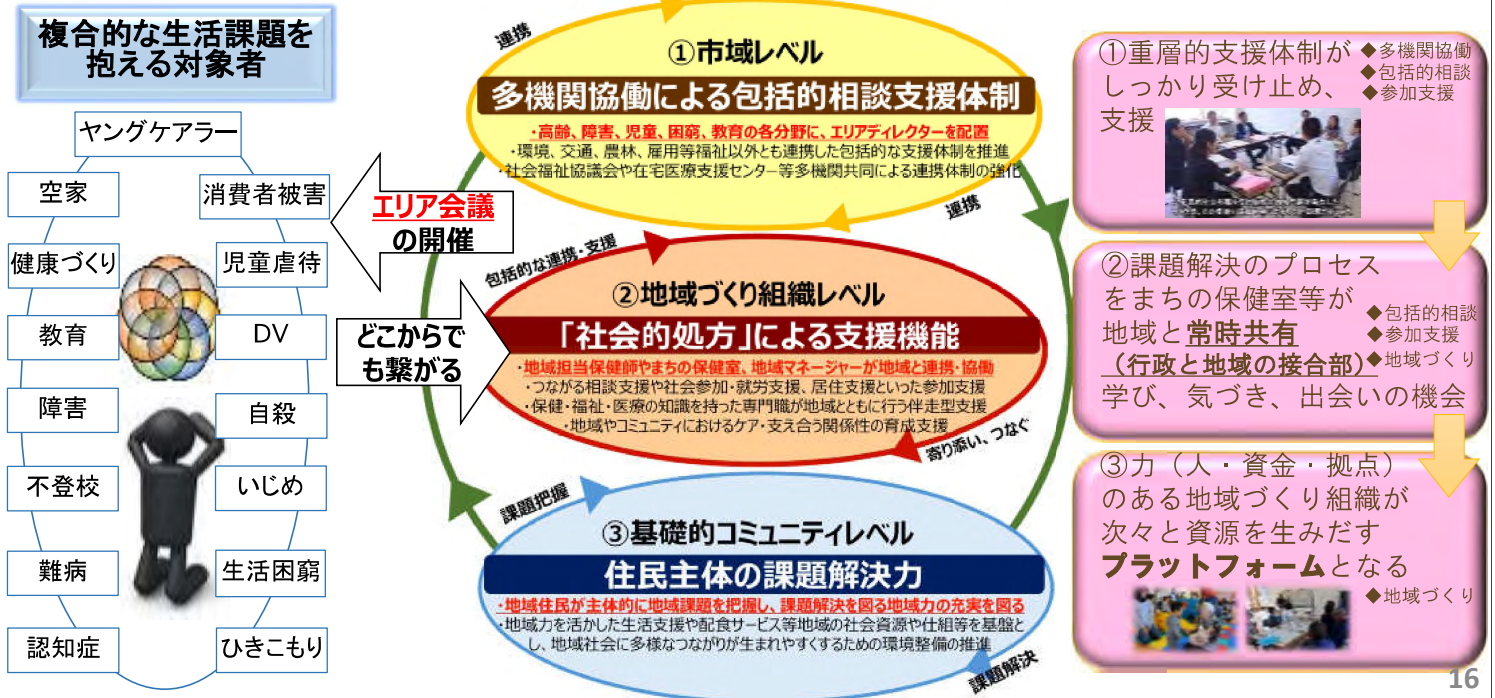 複合的な生活課題を
抱える対象者
ヤングケアラー
空家
消費者被害
健康づくり
児童虐待
教育
DV
障害
自殺
不登校
いじめ
難病
生活困窮
認知症
ひきこもり
エリア会議
の開催
どこからで
も繋がる
連携
①市域レベル
多機関協働による包括的相談支援体制
・高齢、障害、児童、困窮、教育の各分野に、エリアディレクターを配置
・環境、交通、農林、雇用等福祉以外とも連携した包括的な支援体制を推進
・社会福祉協議会や在宅医療支援センター等多機関共同による連携体制の強化
連携
包括的な連携・支援
②地域づくり組織レベル
「社会的処方」による支援機能
・地域担当保健師やまちの保健室、地域マネージャーが地域と連携・協働
・つながる相談支援や社会参加・就労支援、居住支援といった参加支援
・保健・福祉・医療の知識を持った専門職が地域とともに行う伴走型支援
・地域やコミュニティにおけるケア・支え合う関係性の育成支援
寄り添い、つなぐ
課題把握
③基礎的コミュニティレベル
住民主体の課題解決力
・地域住民が主体的に地域課題を把握し、課題解決を図る地域力の充実を図る
・地域力を活かした生活支援や配食サービス等地域の社会資源や仕組等を基盤と
し、地域社会に多様なつながりが生まれやすくするための環境整備の推進
課題解決
①重層的支援体制が
しっかり受け止め、
支援
◆多機関協働
◆包括的相談
◆参加支援
②課題解決のプロセス
をまちの保健室等が
地域と常時共有
（行政と地域の接合部）
学び、気づき、出会いの機会
◆包括的相談
◆参加支援
◆地域づくり
③力（人・資金・拠点）
のある地域づくり組織が
次々と資源を生みだす
プラットフォームとなる
◆地域づくり
16